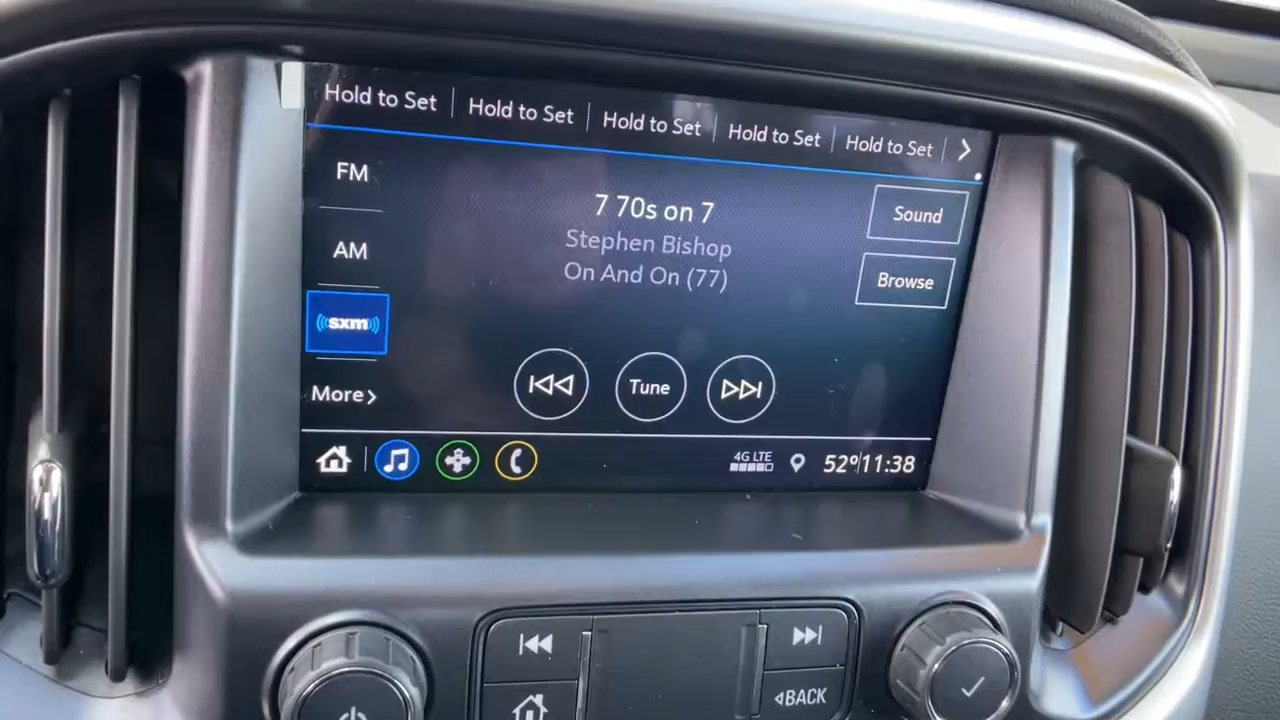 Hold to Set Hold to Set Hold to Set Hold to Set Hold to Set
FM
AM
sxm
More
7 70s on 7
Stephen Bishop
On And On (77)
Sound
Browse
Tune
4G LTE
52° 11:38
BACK